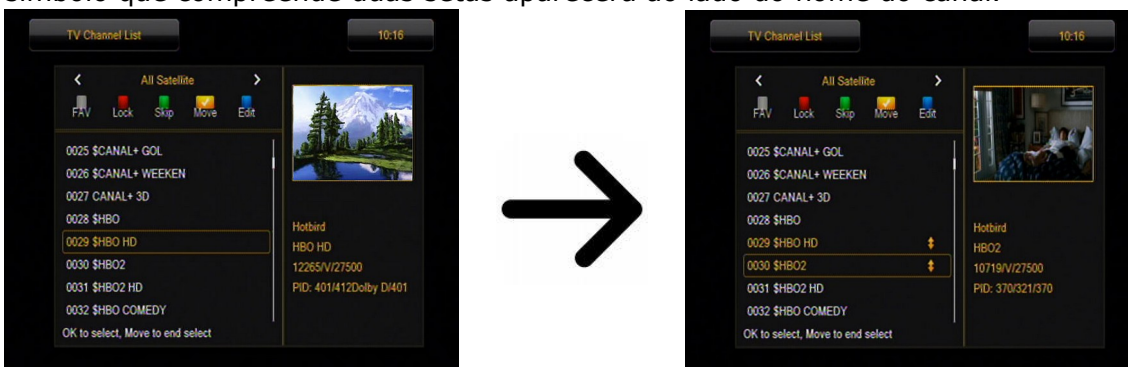 símbolo que compreende duas setas aparesera ao lado do nome do canal.
TV Channel List
10:16
All Satellite
FAV Lock Skip Move Edit
0025 $CANAL+ GOL
0026 $CANAL+ WEEKEN
0027 CANAL+ 3D
0028 $HBO
0029 $HBO HD
0030 $HBO2
0031 $HBO2 HD
0032 $HBO COMEDY
OK to select, Move to end select
Hotbird
HBO HD
12265/V/27500
PID: 401/412Dolby D/401
TV Channel List
10:16
All Satellite
FAV Lock Skip Move Edit
0025 $CANAL+ GOL
0026 $CANAL+ WEEKEN
0027 CANAL+ 3D
0028 $HBO
0029 $HBO HD
0030 $HBO2
0031 $HBO2 HD
0032 $HBO COMEDY
OK to select, Move to end select
Hotbird
HBO2
10719/V/27500
PID: 370/321/370